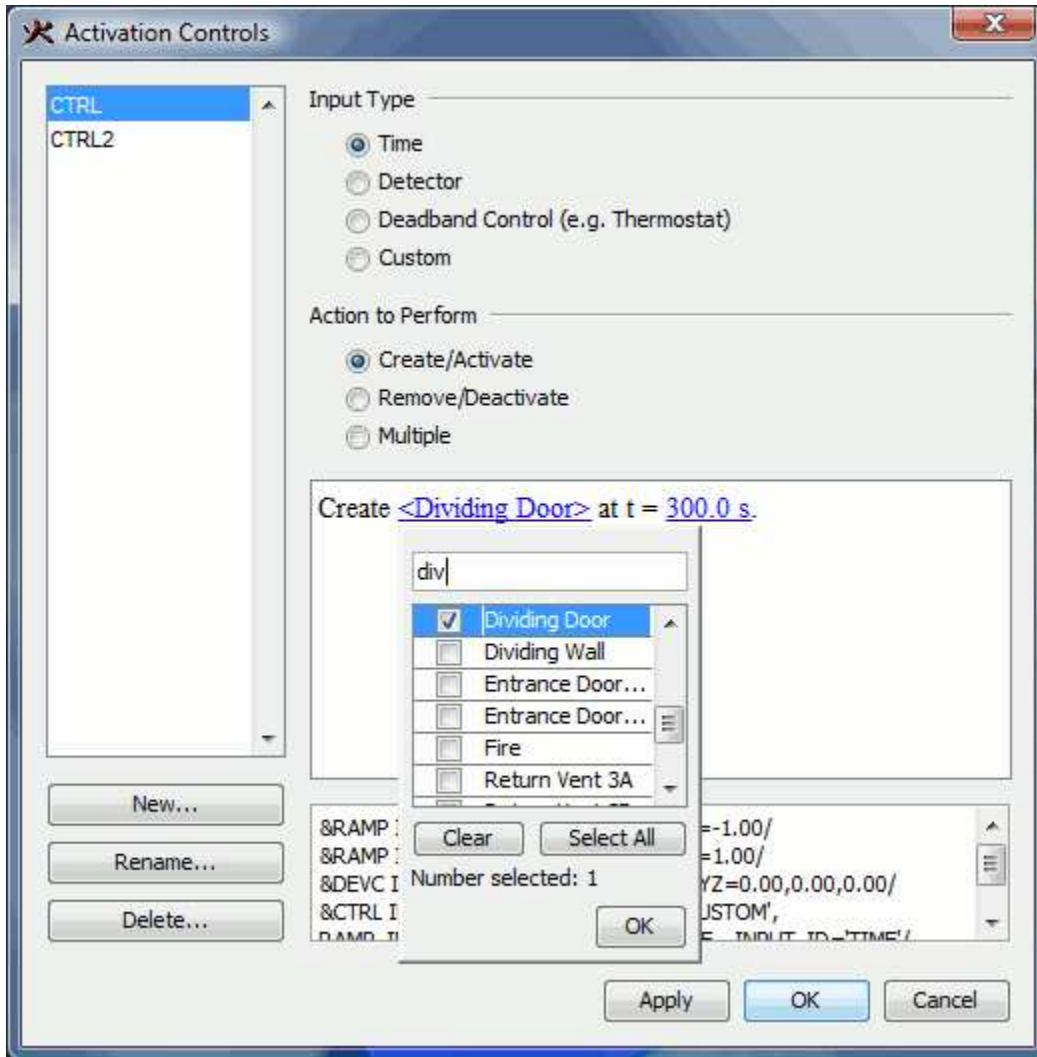 Activation Controls
CTRL
CTRL2
Input Type
Time
Detector
Deadband Control (e.g. Thermostat)
Custom
Action to Perform
Create/Activate
Remove/Deactivate
Multiple
Create <Dividing Door> at t = 300.0 s.
div
Dividing Door
Dividing Wall
Entrance Door...
Entrance Door...
Fire
Return Vent 3A
Clear
Select All
Number selected: 1
OK
New...
Rename...
Delete...
&RAMP =-1.00/
&RAMP =1.00/
&DEVC I YZ=0.00,0.00,0.00/
&CTRL I USTOM',
INPUT_ID='TIME'/
Apply
OK
Cancel